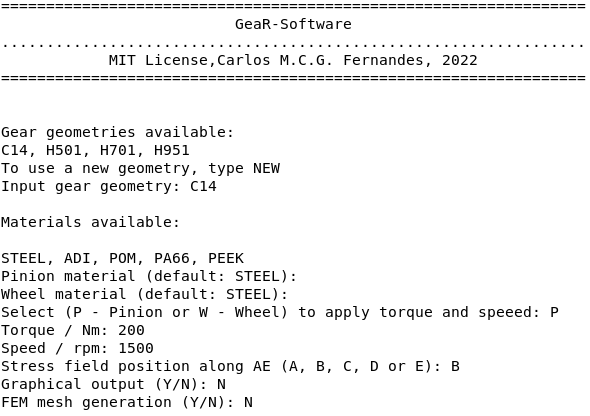 =================================================================
GeaR-Software
.................................................................
MIT License,Carlos M.C.G. Fernandes, 2022
=================================================================
Gear geometries available:
C14, H501, H701, H951
To use a new geometry, type NEW
Input gear geometry: C14
Materials available:
STEEL, ADI, POM, PA66, PEEK
Pinion material (default: STEEL):
Wheel material (default: STEEL):
Select (P - Pinion or W - Wheel) to apply torque and speeed: P
Torque / Nm: 200
Speed / rpm: 1500
Stress field position along AE (A, B, C, D or E): B
Graphical output (Y/N): N
FEM mesh generation (Y/N): N